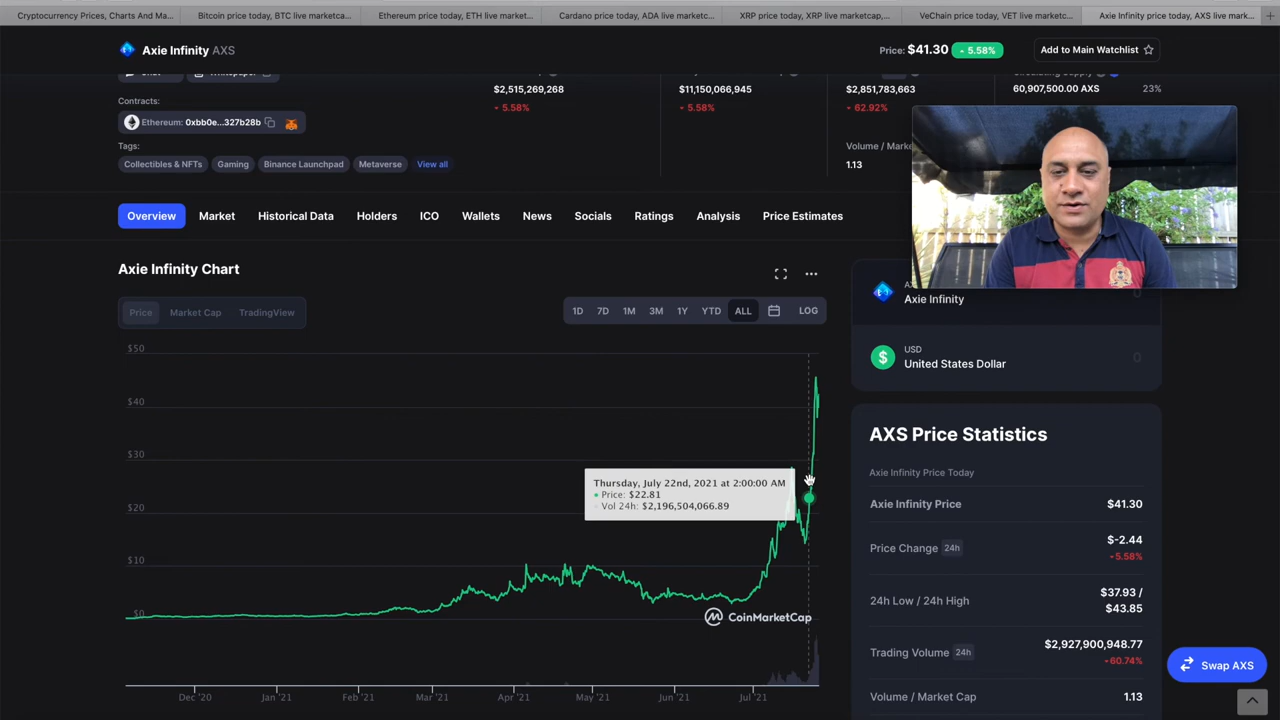 Cryptocurrency Prices, Charts And Ma...
Bitcoin price today, BTC live marketca...
Ethereum price today, ETH live market...
Cardano price today, ADA live marketc...
XRP price today, XRP live marketcap,...
VeChain price today, VET live marketc...
Axie Infinity price today, AXS live mark...
Axie Infinity AXS
Price: $41.30
5.58%
Add to Main Watchlist
$2,515,269,268
5.58%
$11,150,066,945
5.58%
$2,851,783,663
62.92%
60,907,500.00 AXS
23%
Contracts:
Ethereum: 0xbb0e...327b28b
Tags:
Collectibles & NFTs
Gaming
Binance Launchpad
Metaverse
View all
Volume / Marke
1.13
Overview
Market
Historical Data
Holders
ICO
Wallets
News
Socials
Ratings
Analysis
Price Estimates
Axie Infinity Chart
Price
Market Cap
TradingView
1D
7D
1M
3M
1Y
YTD
ALL
LOG
Axie Infinity
0
USD
United States Dollar
0
$50
$40
$30
$20
$10
$0
Thursday, July 22nd, 2021 at 2:00:00 AM
Price: $22.81
Vol 24h: $2,196,504,066.89
CoinMarketCap
Dec '20
Jan '21
Feb '21
Mar '21
Apr '21
May '21
Jun '21
Jul '21
AXS Price Statistics
Axie Infinity Price Today
Axie Infinity Price
$41.30
Price Change 24h
$-2.44
5.58%
24h Low / 24h High
$37.93 /
$43.85
Trading Volume 24h
$2,927,900,948.77
60.74%
Volume / Market Cap
1.13
Swap AXS